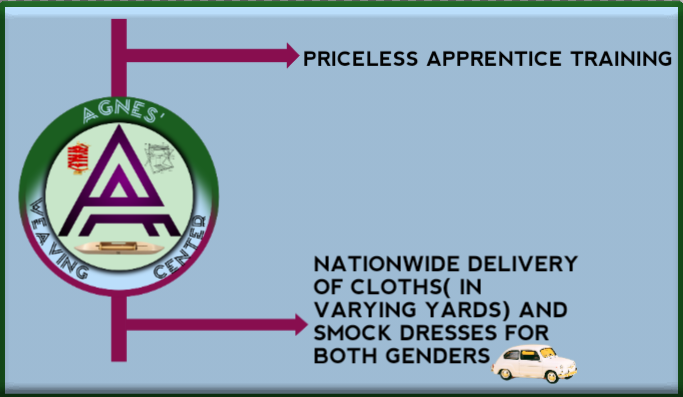 PRICELESS APPRENTICE TRAINING
AGNES'
WEAVING
CENTER
NATIONWIDE DELIVERY
OF CLOTHS( IN
VARYING YARDS) AND
SMOCK DRESSES FOR
BOTH GENDERS